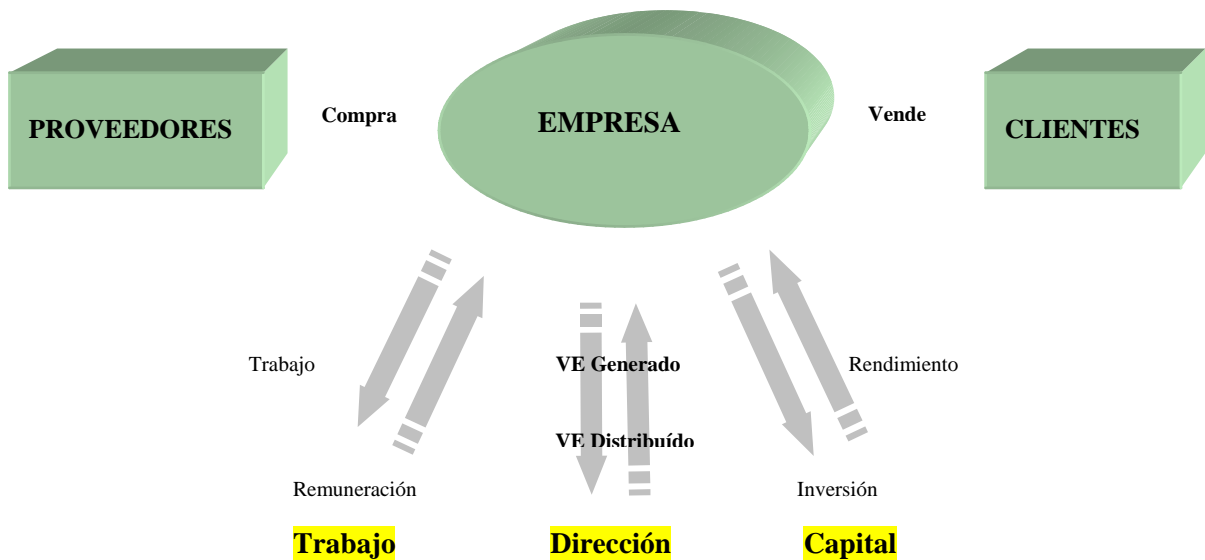 PROVEEDORES
Compra
EMPRESA
Vende
CLIENTES
Trabajo
VE Generado
Rendimiento
VE Distribuído
Remuneración
Inversión
Trabajo
Dirección
Capital